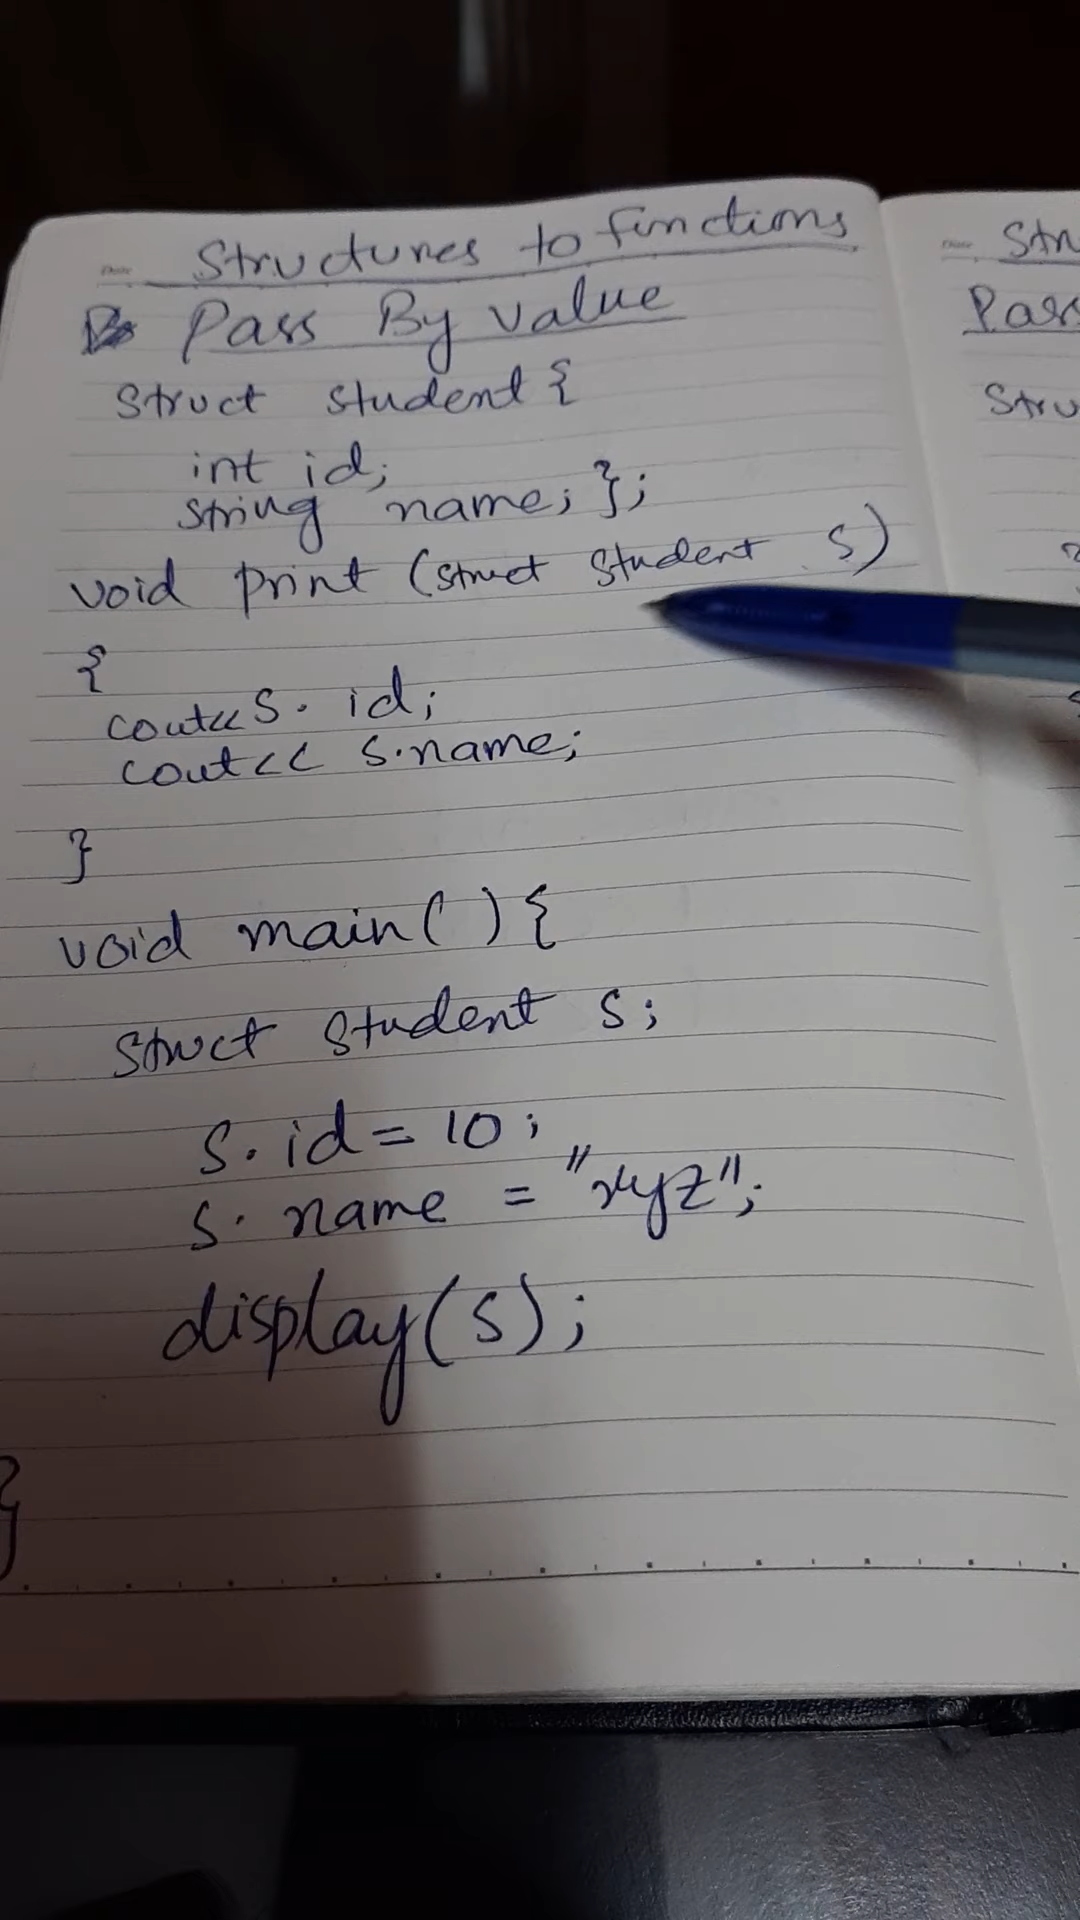 Structures to functions
Pass By value
Struct student {
int id;
string name; };
void print (struct student s)
{
cout<< s. id;
cout<< s.name;
}
void main( ) {
struct student s;
s. id = 10;
s. name = "xyz";
display(s);
}
Pass